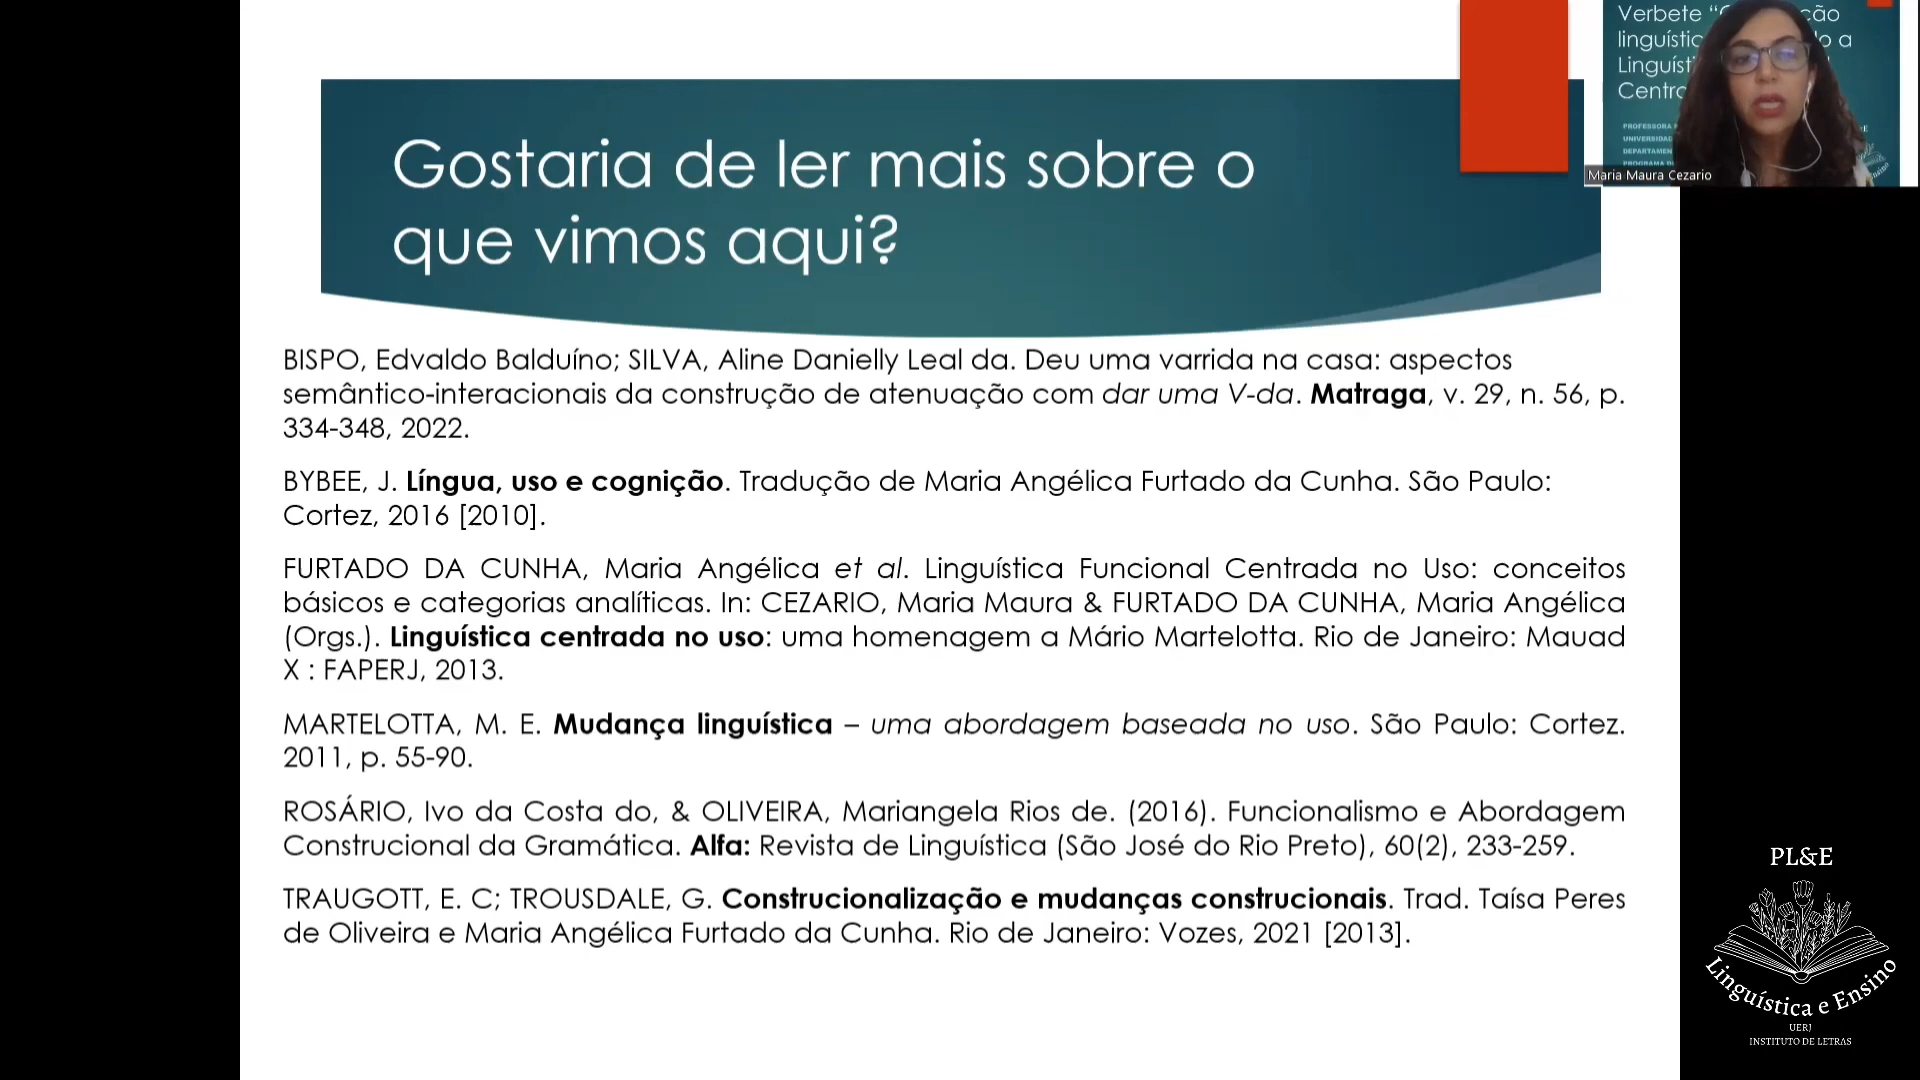 Gostaria de ler mais sobre o
que vimos aqui?
BISPO, Edvaldo Balduíno; SILVA, Aline Danielly Leal da. Deu uma varrida na casa: aspectos
semântico-interacionais da construção de atenuação com dar uma V-da. Matraga, v. 29, n. 56, p.
334-348, 2022.
BYBEE, J. Língua, uso e cognição. Tradução de Maria Angélica Furtado da Cunha. São Paulo:
Cortez, 2016 [2010].
FURTADO DA CUNHA, Maria Angélica et al. Linguística Funcional Centrada no Uso: conceitos
básicos e categorias analíticas. In: CEZARIO, Maria Maura & FURTADO DA CUNHA, Maria Angélica
(Orgs.). Linguística centrada no uso: uma homenagem a Mário Martelotta. Rio de Janeiro: Mauad
X : FAPERJ, 2013.
MARTELOTTA, M. E. Mudança linguística – uma abordagem baseada no uso. São Paulo: Cortez.
2011, p. 55-90.
ROSÁRIO, Ivo da Costa do, & OLIVEIRA, Mariangela Rios de. (2016). Funcionalismo e Abordagem
Construcional da Gramática. Alfa: Revista de Linguística (São José do Rio Preto), 60(2), 233-259.
TRAUGOTT, E. C; TROUSDALE, G. Construcionalização e mudanças construcionais. Trad. Taísa Peres
de Oliveira e Maria Angélica Furtado da Cunha. Rio de Janeiro: Vozes, 2021 [2013].
Verbete
PROFESSORA
Maria Maura Cezario
PL&E
Linguística e Ensino
UERJ
INSTITUTO DE LETRAS